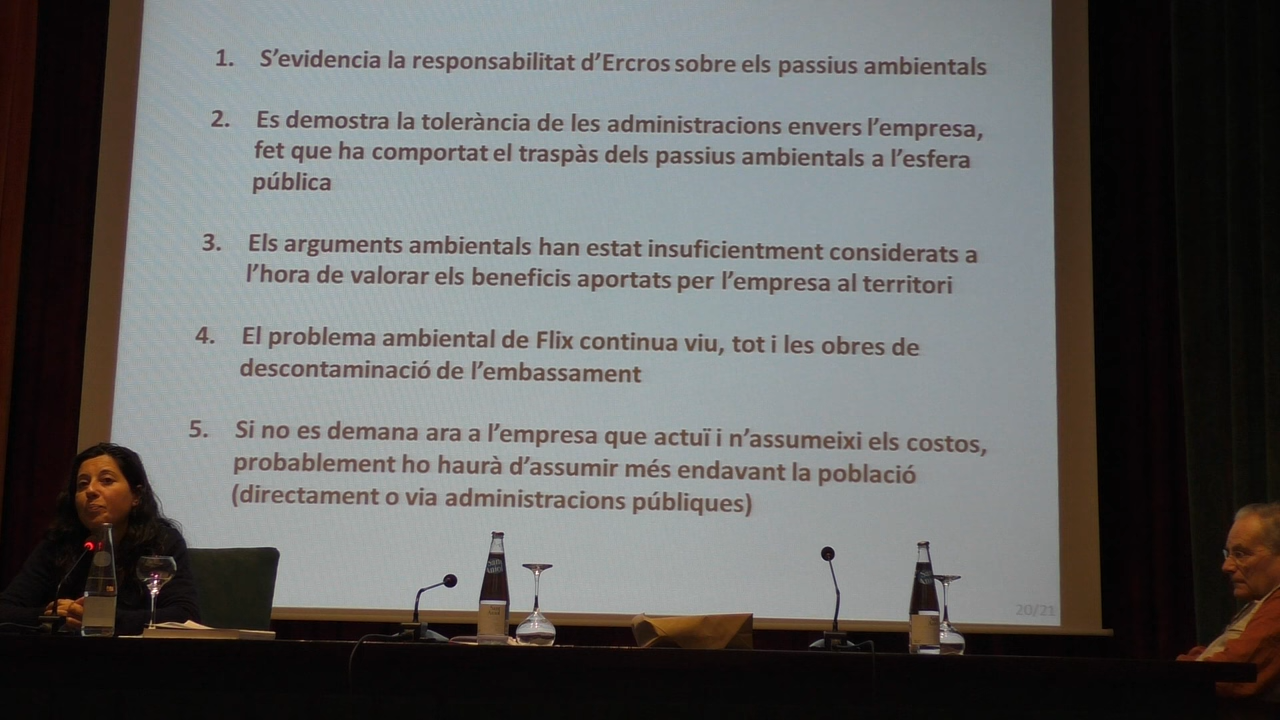 1. S’evidencia la responsabilitat d’Ercros sobre els passius ambientals
2. Es demostra la tolerància de les administracions envers l’empresa,
fet que ha comportat el traspàs dels passius ambientals a l’esfera
pública
3. Els arguments ambientals han estat insuficientment considerats a
l’hora de valorar els beneficis aportats per l’empresa al territori
4. El problema ambiental de Flix continua viu, tot i les obres de
descontaminació de l’embassament
5. Si no es demana ara a l’empresa que actuï i n’assumeixi els costos,
probablement ho haurà d’assumir més endavant la població
(directament o via administracions públiques)
20/21